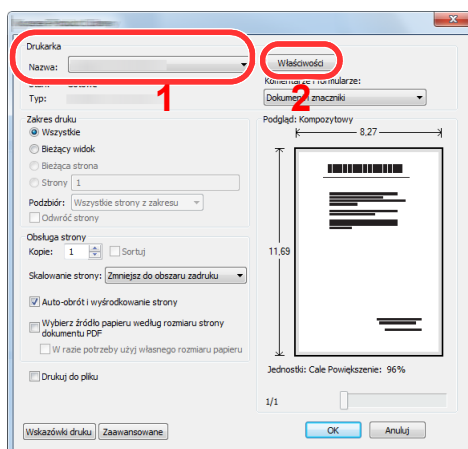 Drukarka
Nazwa:
Właściwości
1
2
Komentarze i formularze:
Typ:
Dokument i znaczniki
Zakres druku
Wszystkie
Bieżący widok
Bieżąca strona
Strony 1
Podzbiór: Wszystkie strony z zakresu
Odwróć strony
Obsługa strony
Kopie: 1 Sortuj
Skalowanie strony: Zmniejsz do obszaru zadruku
Auto-obrót i wyśrodkowanie strony
Wybierz źródło papieru według rozmiaru strony
dokumentu PDF
W razie potrzeby użyj własnego rozmiaru papieru
Drukuj do pliku
Podgląd: Kompozytowy
8,27
11,69
Jednostki: Cale Powiększenie: 96%
1/1
Wskazówki druku
Zaawansowane
OK
Anuluj